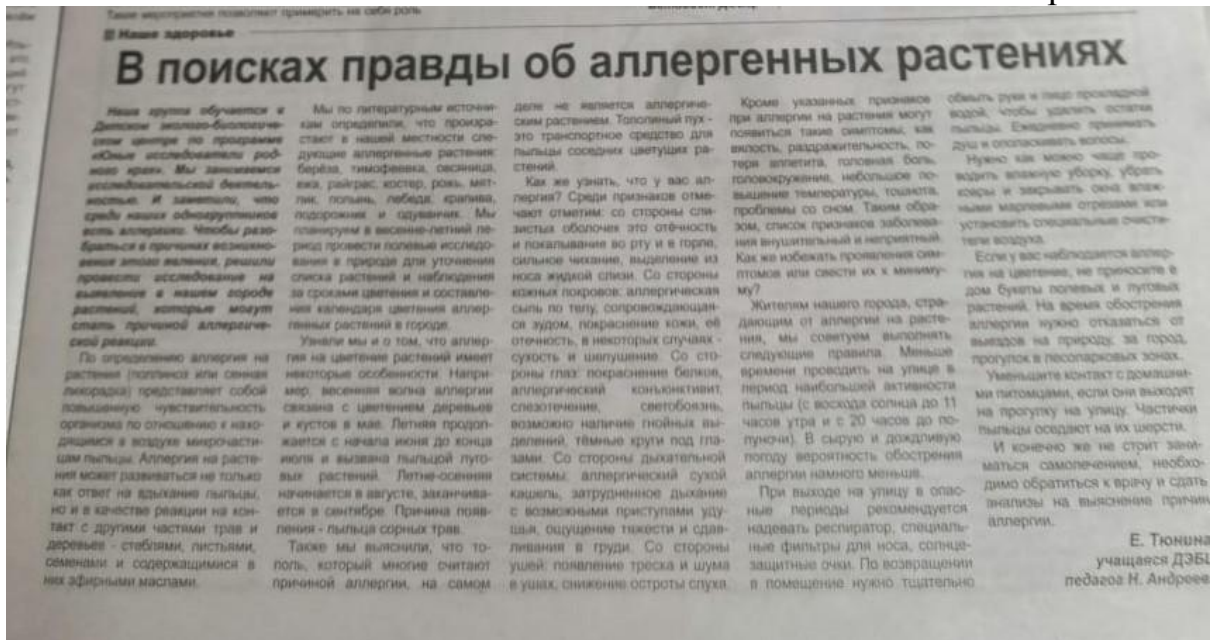 Такие мероприятия позволяют примерить на себя роль
Наше здоровье
В поисках правды об аллергенных растениях
Наша группа обучается в
Детском эколого-биологиче-
ском центре по программе
«Юные исследователи род-
ного края». Мы занимаемся
исследовательской деятель-
ностью. И заметили, что
среди наших одногруппников
есть аллергики. Чтобы разо-
браться в причинах возникно-
вения этого явления, решили
провести исследование на
выявление в нашем городе
растений, которые могут
стать причиной аллергиче-
ской реакции.
По определению аллергия на
растения (поллиноз или сенная
лихорадка) представляет собой
повышенную чувствительность
организма по отношению к нахо-
дящимся в воздухе микрочасти-
цам пыльцы. Аллергия на расте-
ния может развиваться не только
как ответ на вдыхание пыльцы,
но и в качестве реакции на кон-
такт с другими частями трав и
деревьев - стеблями, листьями,
семенами и содержащимися в
них эфирными маслами.
Мы по литературным источни-
кам определили, что произра-
стают в нашей местности сле-
дующие аллергенные растения:
берёза, тимофеевка, овсяница,
ежа, райграс, костер, рожь, мят-
лик, полынь, лебеда, крапива,
подорожник и одуванчик. Мы
планируем в весенне-летний пе-
риод провести полевые исследо-
вания в природе для уточнения
списка растений и наблюдения
за сроками цветения и составле-
ния календаря цветения аллер-
генных растений в городе.
Узнали мы и о том, что аллер-
гия на цветение растений имеет
некоторые особенности. Напри-
мер, весенняя волна аллергии
связана с цветением деревьев
и кустов в мае. Летняя продол-
жается с начала июня до конца
июля и вызвана пыльцой луго-
вых растений. Летне-осенняя
начинается в августе, заканчива-
ется в сентябре. Причина появ-
ления - пыльца сорных трав.
Также мы выяснили, что то-
поль, который многие считают
причиной аллергии, на самом
деле не является аллергиче-
ским растением. Тополиный пух -
это транспортное средство для
пыльцы соседних цветущих ра-
стений.
Как же узнать, что у вас ал-
лергия? Среди признаков отме-
чают отметим: со стороны сли-
зистых оболочек это отёчность
и покалывание во рту и в горле,
сильное чихание, выделение из
носа жидкой слизи. Со стороны
кожных покровов: аллергическая
сыпь по телу, сопровождающая-
ся зудом, покраснение кожи, её
отечность, в некоторых случаях -
сухость и шелушение. Со сто-
роны глаз: покраснение белков,
аллергический конъюнктивит,
слезотечение, светобоязнь,
возможно наличие гнойных вы-
делений, тёмные круги под гла-
зами. Со стороны дыхательной
системы: аллергический сухой
кашель, затрудненное дыхание
с возможными приступами уду-
шья, ощущение тяжести и сдав-
ливания в груди. Со стороны
ушей: появление треска и шума
в ушах, снижение остроты слуха.
Кроме указанных признаков
при аллергии на растения могут
появиться такие симптомы, как
вялость, раздражительность, по-
теря аппетита, головная боль,
головокружение, небольшое по-
вышение температуры, тошнота,
проблемы со сном. Таким обра-
зом, список признаков заболева-
ния внушительный и неприятный.
Как же избежать проявления сим-
птомов или свести их к миниму-
му?
Жителям нашего города, стра-
дающим от аллергии на расте-
ния, мы советуем выполнять
следующие правила. Меньше
времени проводить на улице в
период наибольшей активности
пыльцы (с восхода солнца до 11
часов утра и с 20 часов до по-
луночи). В сырую и дождливую
погоду вероятность обострения
аллергии намного меньше.
При выходе на улицу в опас-
ные периоды рекомендуется
надевать респиратор, специаль-
ные фильтры для носа, солнце-
защитные очки. По возвращении
в помещение нужно тщательно
обмыть руки и лицо прохладной
водой, чтобы удалить остатки
пыльцы. Ежедневно принимать
душ и ополаскивать волосы.
Нужно как можно чаще про-
водить влажную уборку, убрать
ковры и закрывать окна влаж-
ными марлевыми отрезами или
установить специальные очисти-
тели воздуха.
Если у вас наблюдается аллер-
гия на цветение, не приносите в
дом букеты полевых и луговых
растений. На время обострения
аллергии нужно отказаться от
выездов на природу, за город,
прогулок в лесопарковых зонах.
Уменьшите контакт с домашни-
ми питомцами, если они выходят
на прогулку на улицу. Частички
пыльцы оседают на их шерсти.
И конечно же не стоит зани-
маться самолечением, необхо-
димо обратиться к врачу и сдать
анализы на выяснение причин
аллергии.
Е. Тюнина
учащаяся ДЭБЦ
педагог Н. Андреева